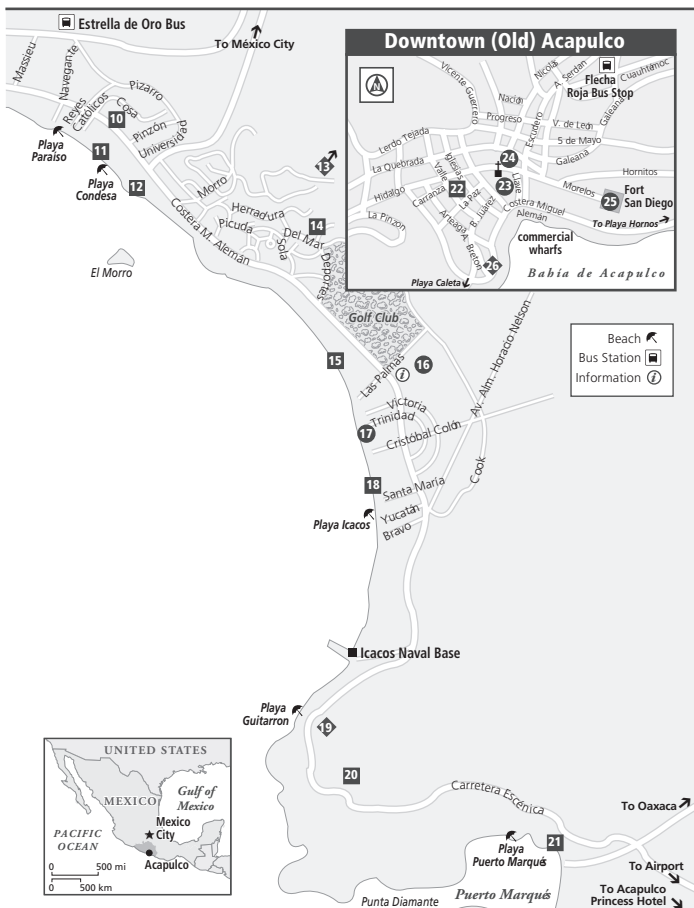 Estrella de Oro Bus
To México City
Massieu
Navegante
Reyes
Católicos
Cosa
Pizarro
Pinzón
Universidad
10
Playa
Paraíso
11
Playa
Condesa
12
13
Morro
Herradura
Picuda
Sola
Del Mar
14
Deportes
Costera M. Alemán
El Morro
Golf Club
15
Las Palmas
16
Av. Alm. Horacio Nelson
Victoria
Trinidad
17
Cristóbal Colón
Cook
18
Santa María
Playa Icacos
Yucatán
Bravo
Icacos Naval Base
Playa
Guitarron
19
20
Carretera Escénica
To Oaxaca
Playa
Puerto Marqués
21
To Airport
To Acapulco
Princess Hotel
Punta Diamante
Puerto Marqués
Downtown (Old) Acapulco
N
Vicente Guerrero
Nicola
A. Serdan
Flecha
Roja Bus Stop
Cuauhtémoc
Nación
Progreso
Escudero
V. de León
Galeana
5 de Mayo
Lerdo Tejada
La Quebrada
Iglesias
Valle
24
Galeana
Hornitos
Hidalgo
Carranza
22
La Paz
23
Llave
Morelos
25
Fort
San Diego
La Pinzon
Arteaga
B. Juárez
Costera Miguel
Alemán
To Playa Hornos
A. Breton
commercial
wharfs
26
Playa Caleta
Bahía de Acapulco
Beach
Bus Station
Information i
UNITED STATES
MEXICO
Gulf of
Mexico
Mexico
City
PACIFIC
OCEAN
Acapulco
0 500 mi
0 500 km